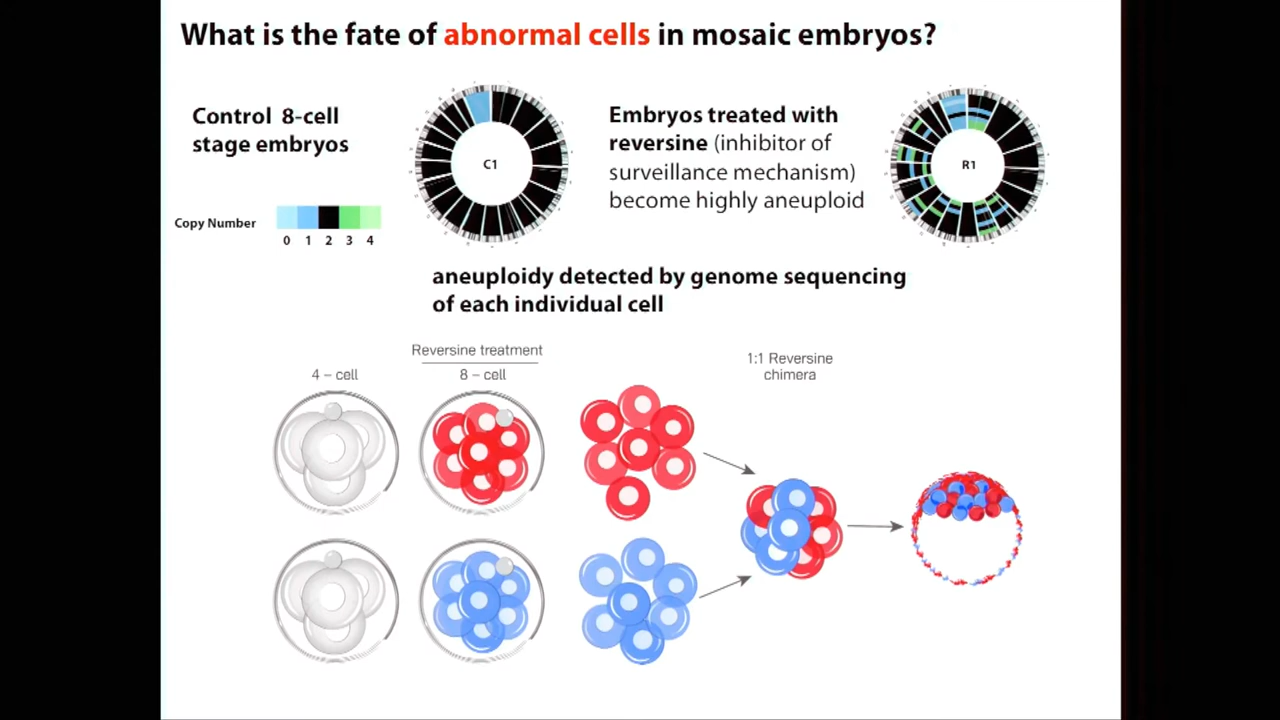 What is the fate of abnormal cells in mosaic embryos?
Control 8-cell
stage embryos
Copy Number
0 1 2 3 4
C1
Embryos treated with
reversine (inhibitor of
surveillance mechanism)
become highly aneuploid
R1
aneuploidy detected by genome sequencing
of each individual cell
4 – cell
Reversine treatment
8 – cell
1:1 Reversine
chimera